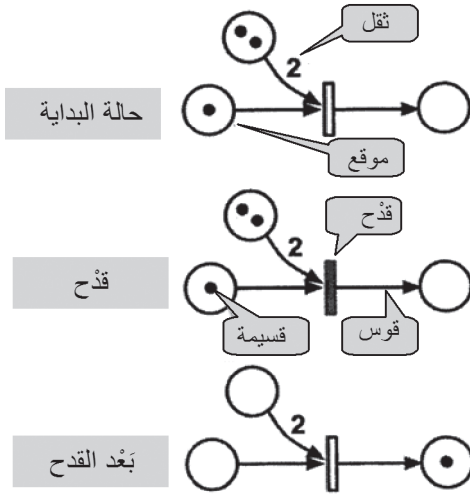 ثقل
2
حالة البداية
موقع
قدْح
2
قدْح
قسيمة
قوس
2
بَعْد القدح